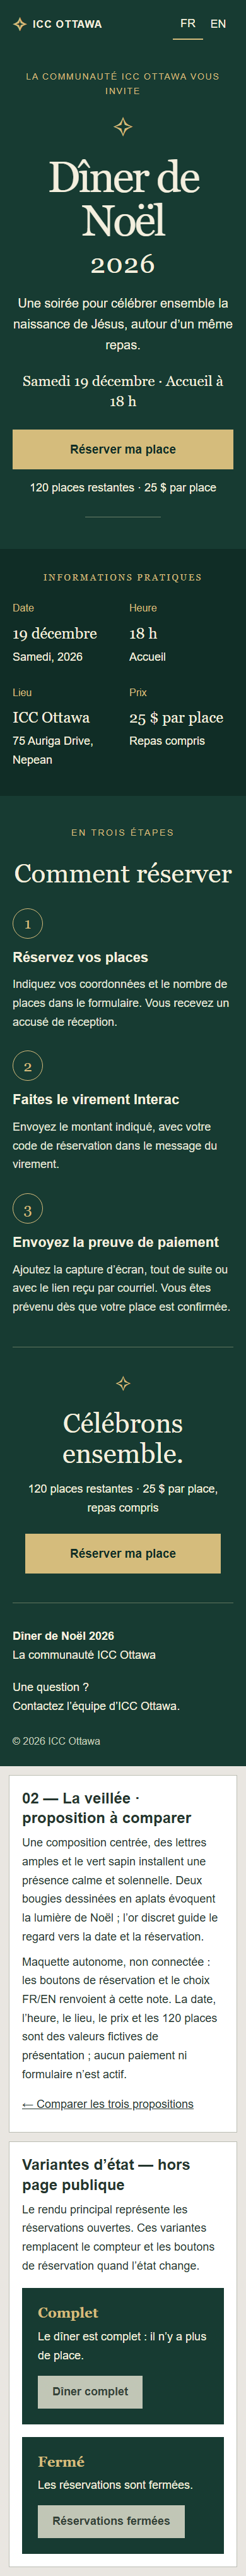 ICC OTTAWA
FR EN
LA COMMUNAUTÉ ICC OTTAWA VOUS
INVITE
Dîner de
Noël
2026
Une soirée pour célébrer ensemble la
naissance de Jésus, autour d'un même
repas.
Samedi 19 décembre · Accueil à
18 h
Réserver ma place
120 places restantes · 25 $ par place
INFORMATIONS PRATIQUES
Date
19 décembre
Samedi, 2026
Heure
18 h
Accueil
Lieu
ICC Ottawa
75 Auriga Drive,
Nepean
Prix
25 $ par place
Repas compris
EN TROIS ÉTAPES
Comment réserver
1
Réservez vos places
Indiquez vos coordonnées et le nombre de
places dans le formulaire. Vous recevez un
accusé de réception.
2
Faites le virement Interac
Envoyez le montant indiqué, avec votre
code de réservation dans le message du
virement.
3
Envoyez la preuve de paiement
Ajoutez la capture d'écran, tout de suite ou
avec le lien reçu par courriel. Vous êtes
prévenu dès que votre place est confirmée.
Célébrons
ensemble.
120 places restantes · 25 $ par place,
repas compris
Réserver ma place
Dîner de Noël 2026
La communauté ICC Ottawa
Une question ?
Contactez l'équipe d'ICC Ottawa.
© 2026 ICC Ottawa
02 — La veillée ·
proposition à comparer
Une composition centrée, des lettres
amples et le vert sapin installent une
présence calme et solennelle. Deux
bougies dessinées en aplats évoquent
la lumière de Noël ; l'or discret guide le
regard vers la date et la réservation.
Maquette autonome, non connectée :
les boutons de réservation et le choix
FR/EN renvoient à cette note. La date,
l'heure, le lieu, le prix et les 120 places
sont des valeurs fictives de
présentation ; aucun paiement ni
formulaire n'est actif.
← Comparer les trois propositions
Variantes d'état — hors
page publique
Le rendu principal représente les
réservations ouvertes. Ces variantes
remplacent le compteur et les boutons
de réservation quand l'état change.
Complet
Le dîner est complet : il n'y a plus
de place.
Dîner complet
Fermé
Les réservations sont fermées.
Réservations fermées